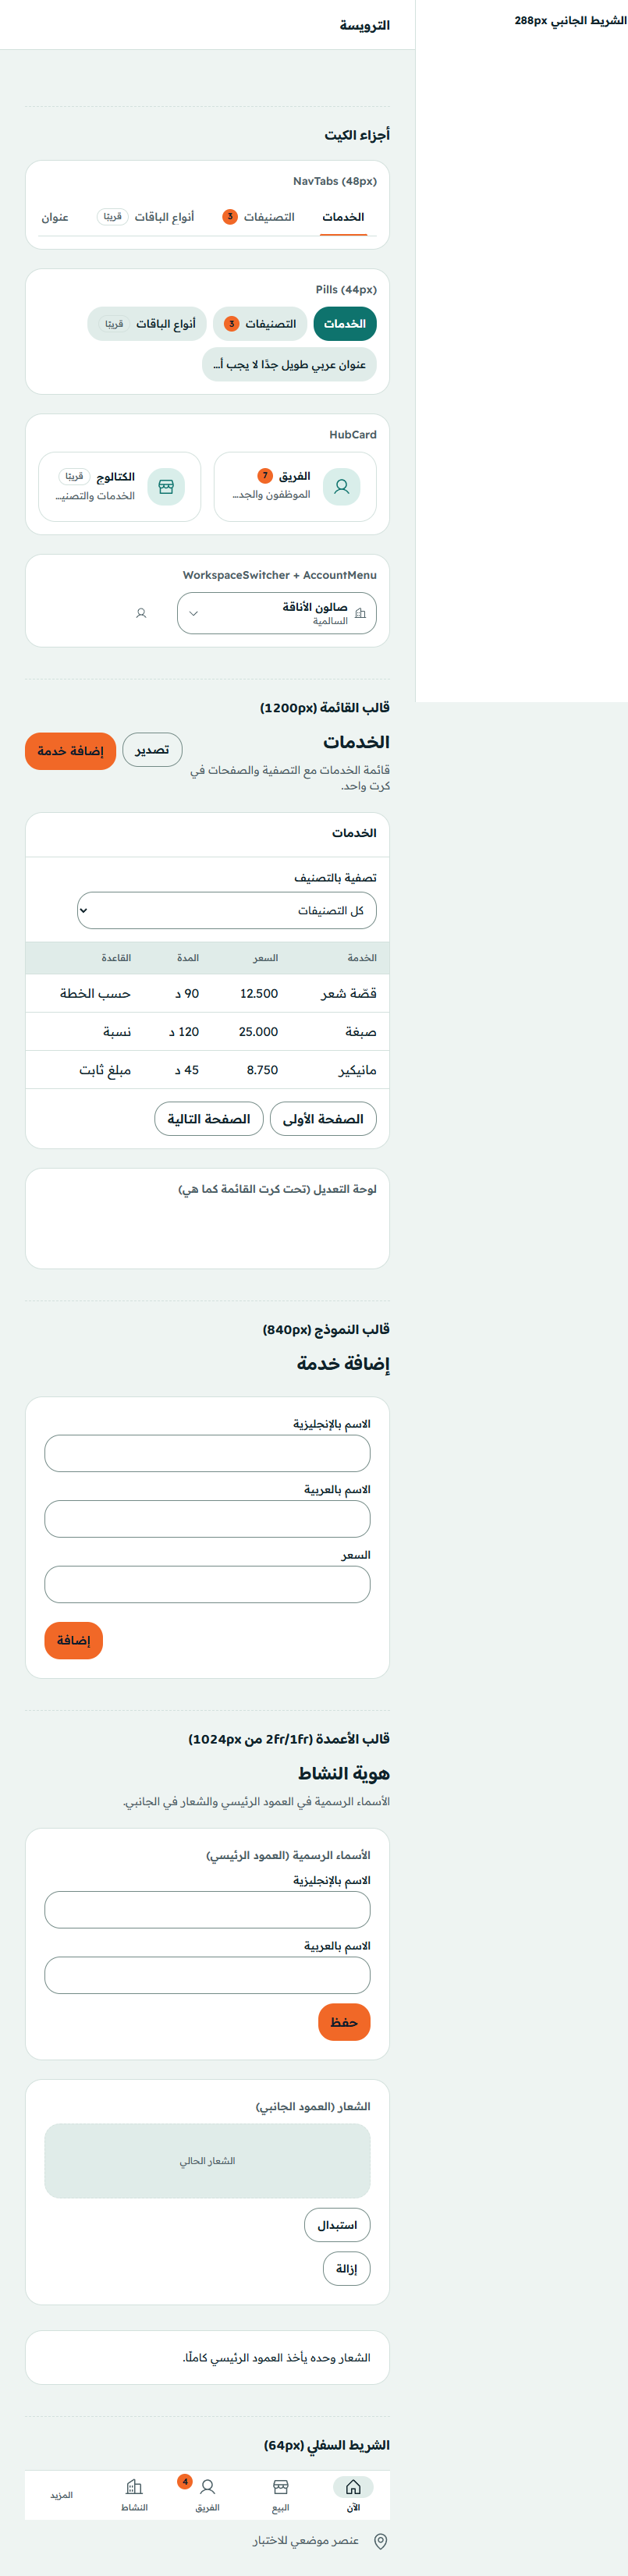 الشريط الجانبي 288px
الترويسة
أجزاء الكيت
NavTabs (48px)
الخدمات
التصنيفات 3
أنواع الباقات قريبًا
عنوان
Pills (44px)
الخدمات
التصنيفات 3
أنواع الباقات قريبًا
عنوان عربي طويل جدًا لا يجب أ...
HubCard
الفريق 7
الموظفون والجد...
الكتالوج قريبًا
الخدمات والتصنيـ...
WorkspaceSwitcher + AccountMenu
صالون الأناقة
السالمية
قالب القائمة (1200px)
الخدمات
قائمة الخدمات مع التصفية والصفحات في
كرت واحد.
تصدير
إضافة خدمة
الخدمات
تصفية بالتصنيف
كل التصنيفات
الخدمة السعر المدة القاعدة
قصّة شعر 12.500 90 د حسب الخطة
صبغة 25.000 120 د نسبة
مانيكير 8.750 45 د مبلغ ثابت
الصفحة الأولى
الصفحة التالية
لوحة التعديل (تحت كرت القائمة كما هي)
قالب النموذج (840px)
إضافة خدمة
الاسم بالإنجليزية
الاسم بالعربية
السعر
إضافة
قالب الأعمدة (2fr/1fr من 1024px)
هوية النشاط
الأسماء الرسمية في العمود الرئيسي والشعار في الجانبي.
الأسماء الرسمية (العمود الرئيسي)
الاسم بالإنجليزية
الاسم بالعربية
حفظ
الشعار (العمود الجانبي)
الشعار الحالي
استبدال
إزالة
الشعار وحده يأخذ العمود الرئيسي كاملًا.
الشريط السفلي (64px)
الآن
البيع
الفريق 4
النشاط
المزيد
عنصر موضعي للاختبار